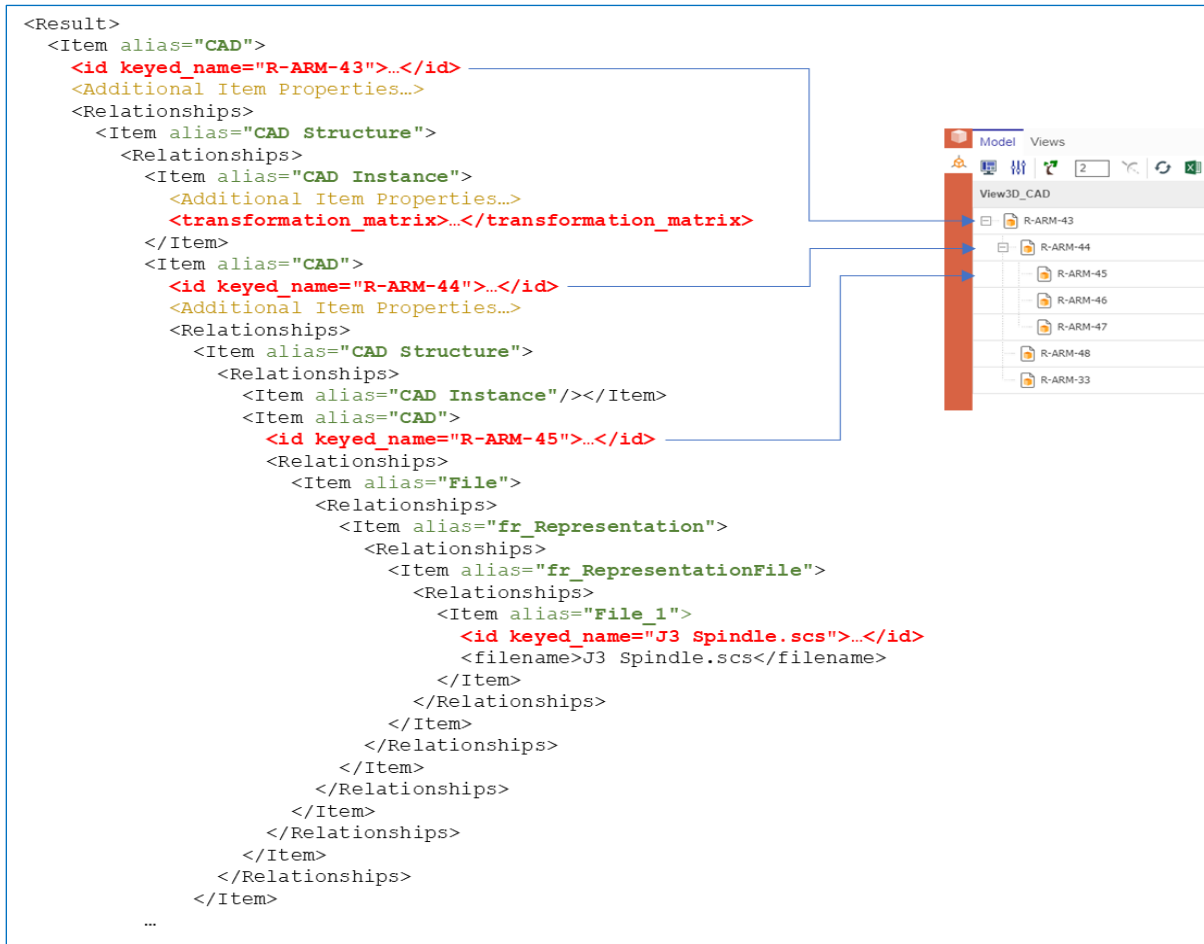 <Result>
<Item alias="CAD">
<id keyed_name="R-ARM-43">…</id>
<Additional Item Properties…>
<Relationships>
<Item alias="CAD Structure">
<Relationships>
<Item alias="CAD Instance">
<Additional Item Properties…>
<transformation_matrix>…</transformation_matrix>
</Item>
<Item alias="CAD">
<id keyed_name="R-ARM-44">…</id>
<Additional Item Properties…>
<Relationships>
<Item alias="CAD Structure">
<Relationships>
<Item alias="CAD Instance"/></Item>
<Item alias="CAD">
<id keyed_name="R-ARM-45">…</id>
<Relationships>
<Item alias="File">
<Relationships>
<Item alias="fr_Representation">
<Relationships>
<Item alias="fr_RepresentationFile">
<Relationships>
<Item alias="File_1">
<id keyed_name="J3 Spindle.scs">…</id>
<filename>J3 Spindle.scs</filename>
</Item>
</Relationships>
</Item>
</Relationships>
</Item>
</Relationships>
</Item>
</Relationships>
</Item>
</Relationships>
</Item>
…
Model Views
2
View3D_CAD
R-ARM-43
R-ARM-44
R-ARM-45
R-ARM-46
R-ARM-47
R-ARM-48
R-ARM-33